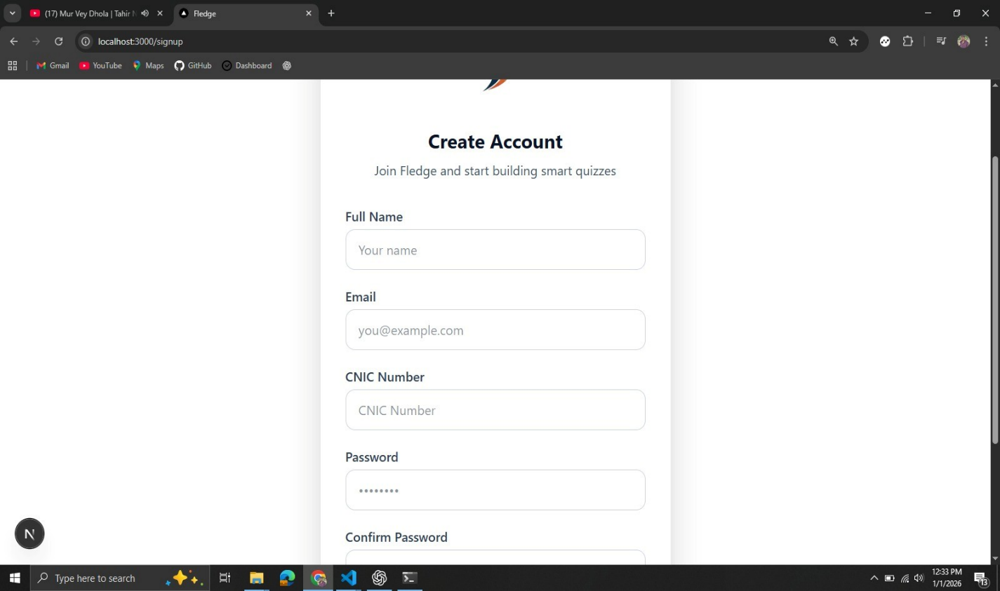 (17) Mur Vey Dhola | Tahir N
Fledge
localhost:3000/signup
Gmail
YouTube
Maps
GitHub
Dashboard
Create Account
Join Fledge and start building smart quizzes
Full Name
Your name
Email
you@example.com
CNIC Number
CNIC Number
Password
••••••••
Confirm Password
N
Type here to search
12:33 PM
1/1/2026
13